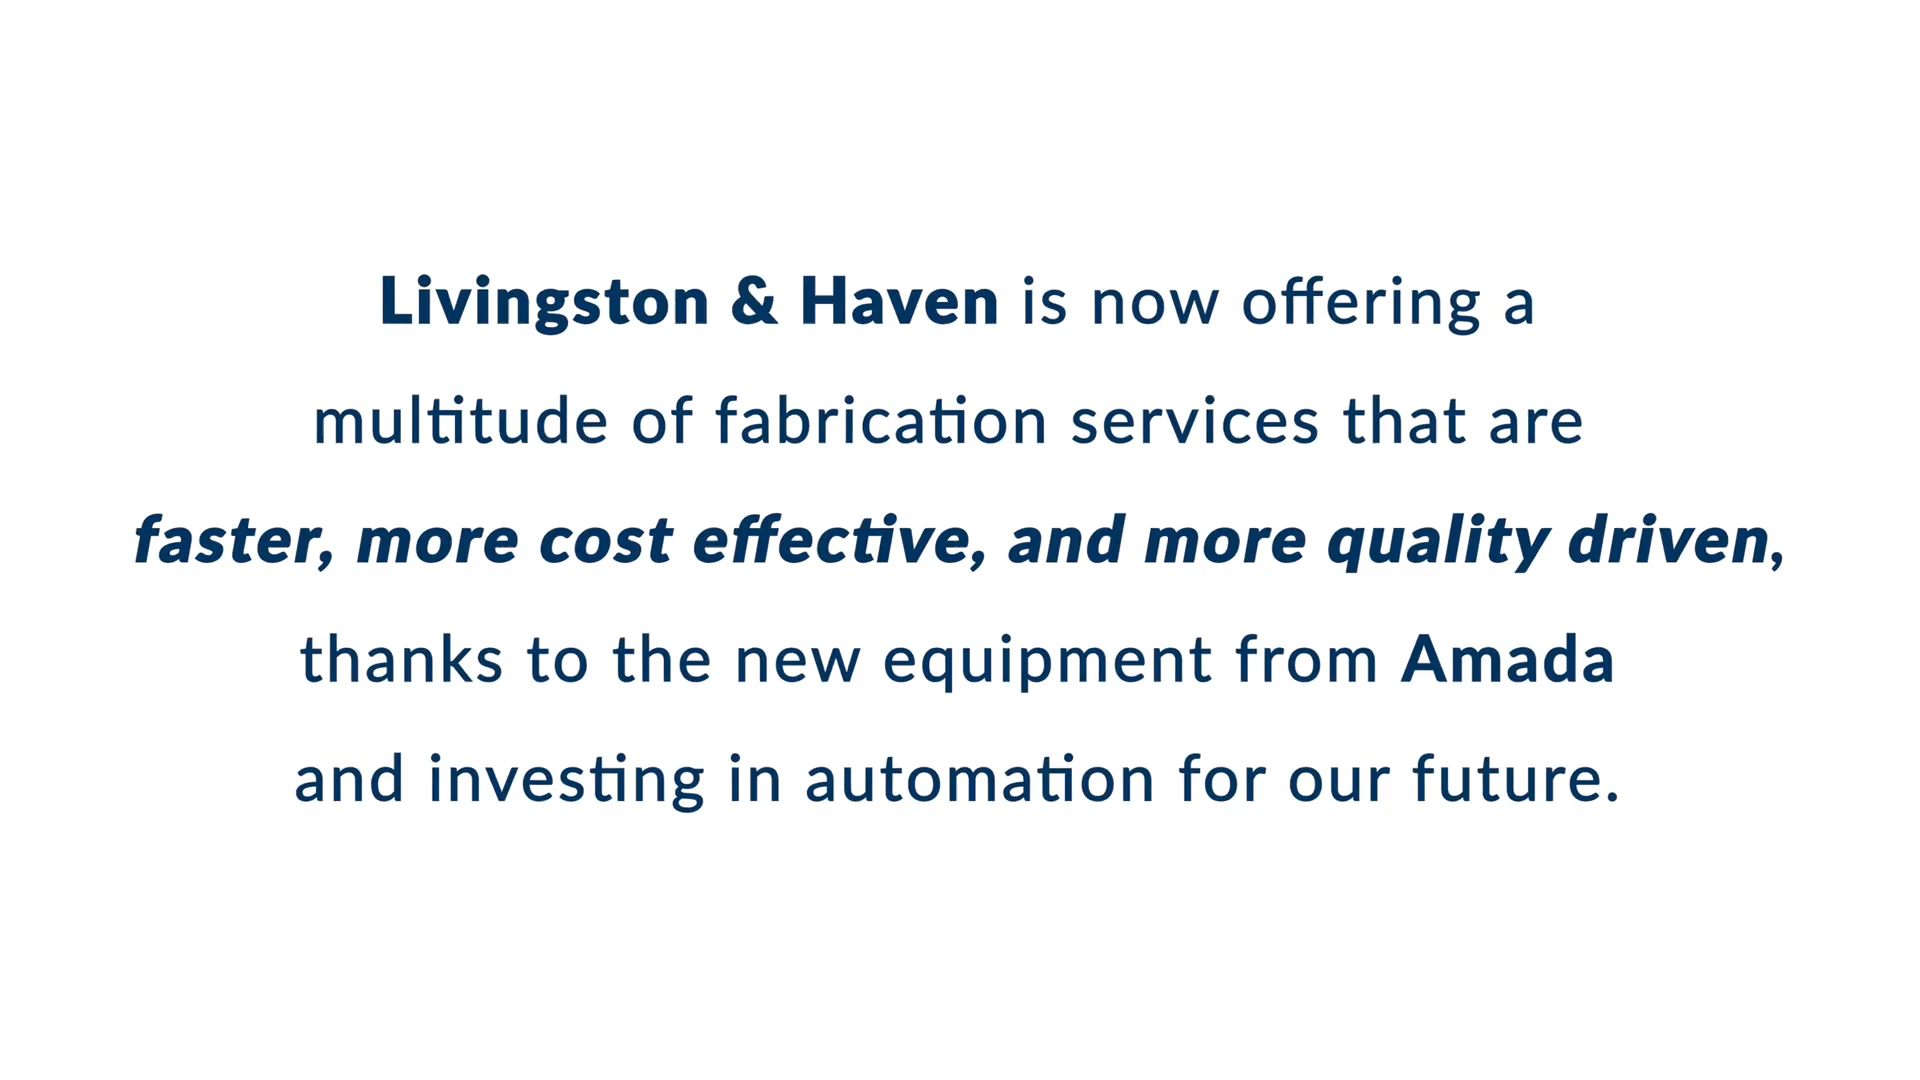 Livingston & Haven is now offering a
multitude of fabrication services that are
faster, more cost effective, and more quality driven,
thanks to the new equipment from Amada
and investing in automation for our future.